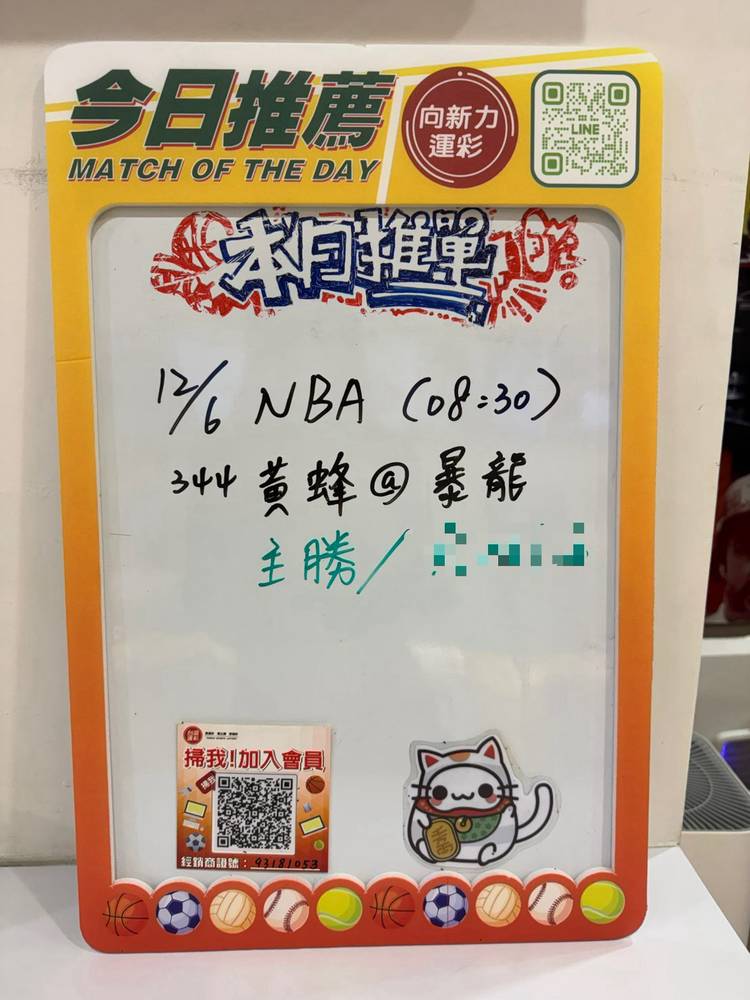 今日推薦
MATCH OF THE DAY
向新力
運彩
LINE
本月推單
12/6 NBA (08:30)
344 黃蜂 @ 暴龍
主勝/
掃我!加入會員
經銷商證號：93181053